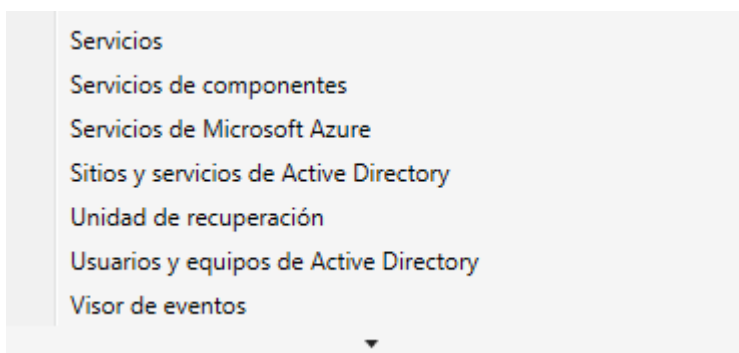 Servicios
Servicios de componentes
Servicios de Microsoft Azure
Sitios y servicios de Active Directory
Unidad de recuperación
Usuarios y equipos de Active Directory
Visor de eventos